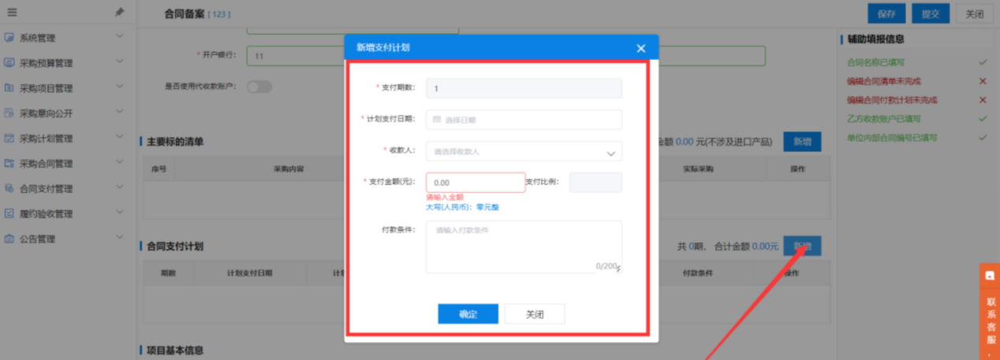 合同备案 [ 123 ]
保存
提交
关闭
系统管理
采购预算管理
采购项目管理
采购意向公开
采购计划管理
采购合同管理
合同支付管理
履约验收管理
公告管理
* 开户银行: 11
是否使用代收款账户:
主要标的清单
金额 0.00 元(不涉及进口产品)
新增
序号
采购内容
实际采购
操作
合同支付计划
共 0期, 合计金额 0.00元
新增
期数
计划支付日期
计划
付款条件
操作
项目基本信息
新增支付计划
* 支付期数: 1
* 计划支付日期: 选择日期
* 收款人: 请选择收款人
* 支付金额(元): 0.00 支付比例:
请输入金额
大写(人民币): 零元整
付款条件: 请输入付款条件
0/200
确定
关闭
辅助填报信息
合同名称已填写
编辑合同清单未完成
编辑合同付款计划未完成
乙方收款账户已填写
单位内部合同编号已填写
联系客服